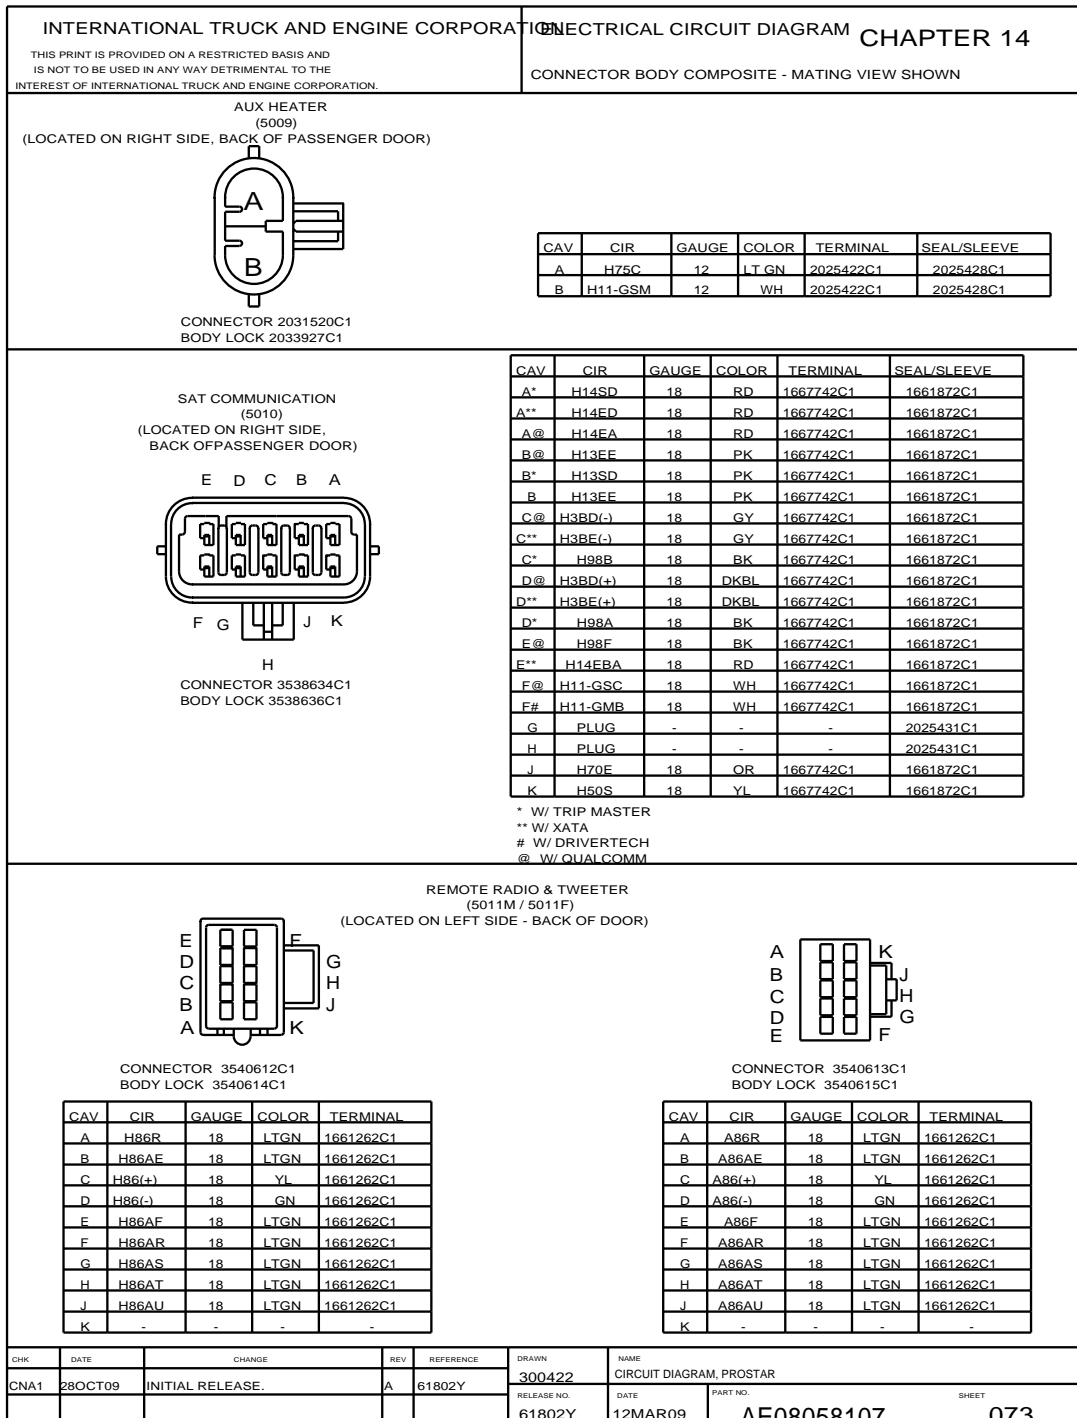 INTERNATIONAL TRUCK AND ENGINE CORPORATION
THIS PRINT IS PROVIDED ON A RESTRICTED BASIS AND
IS NOT TO BE USED IN ANY WAY DETRIMENTAL TO THE
INTEREST OF INTERNATIONAL TRUCK AND ENGINE CORPORATION.
ELECTRICAL CIRCUIT DIAGRAM CHAPTER 14
CONNECTOR BODY COMPOSITE - MATING VIEW SHOWN
AUX HEATER
(5009)
(LOCATED ON RIGHT SIDE, BACK OF PASSENGER DOOR)
A
B
CONNECTOR 2031520C1
BODY LOCK 2033927C1
CAV CIR GAUGE COLOR TERMINAL SEAL/SLEEVE
A H75C 12 LT GN 2025422C1 2025428C1
B H11-GSM 12 WH 2025422C1 2025428C1
SAT COMMUNICATION
(5010)
(LOCATED ON RIGHT SIDE,
BACK OFPASSENGER DOOR)
E D C B A
F G J K
H
CONNECTOR 3538634C1
BODY LOCK 3538636C1
CAV CIR GAUGE COLOR TERMINAL SEAL/SLEEVE
A* H14SD 18 RD 1667742C1 1661872C1
A** H14ED 18 RD 1667742C1 1661872C1
A@ H14EA 18 RD 1667742C1 1661872C1
B@ H13EE 18 PK 1667742C1 1661872C1
B* H13SD 18 PK 1667742C1 1661872C1
B H13EE 18 PK 1667742C1 1661872C1
C@ H3BD(-) 18 GY 1667742C1 1661872C1
C** H3BE(-) 18 GY 1667742C1 1661872C1
C* H98B 18 BK 1667742C1 1661872C1
D@ H3BD(+) 18 DKBL 1667742C1 1661872C1
D** H3BE(+) 18 DKBL 1667742C1 1661872C1
D* H98A 18 BK 1667742C1 1661872C1
E@ H98F 18 BK 1667742C1 1661872C1
E** H14EBA 18 RD 1667742C1 1661872C1
F@ H11-GSC 18 WH 1667742C1 1661872C1
F# H11-GMB 18 WH 1667742C1 1661872C1
G PLUG - - - 2025431C1
H PLUG - - - 2025431C1
J H70E 18 OR 1667742C1 1661872C1
K H50S 18 YL 1667742C1 1661872C1
* W/ TRIP MASTER
** W/ XATA
# W/ DRIVERTECH
@ W/ QUALCOMM
REMOTE RADIO & TWEETER
(5011M / 5011F)
(LOCATED ON LEFT SIDE - BACK OF DOOR)
E F
D G
C H
B J
A K
CONNECTOR 3540612C1
BODY LOCK 3540614C1
CAV CIR GAUGE COLOR TERMINAL
A H86R 18 LTGN 1661262C1
B H86AE 18 LTGN 1661262C1
C H86(+) 18 YL 1661262C1
D H86(-) 18 GN 1661262C1
E H86AF 18 LTGN 1661262C1
F H86AR 18 LTGN 1661262C1
G H86AS 18 LTGN 1661262C1
H H86AT 18 LTGN 1661262C1
J H86AU 18 LTGN 1661262C1
K - - - -
A K
B J
C H
D G
E F
CONNECTOR 3540613C1
BODY LOCK 3540615C1
CAV CIR GAUGE COLOR TERMINAL
A A86R 18 LTGN 1661262C1
B A86AE 18 LTGN 1661262C1
C A86(+) 18 YL 1661262C1
D A86(-) 18 GN 1661262C1
E A86F 18 LTGN 1661262C1
F A86AR 18 LTGN 1661262C1
G A86AS 18 LTGN 1661262C1
H A86AT 18 LTGN 1661262C1
J A86AU 18 LTGN 1661262C1
K - - - -
CHK DATE CHANGE REV REFERENCE
CNA1 28OCT09 INITIAL RELEASE. A 61802Y
DRAWN
300422
NAME
CIRCUIT DIAGRAM, PROSTAR
RELEASE NO.
61802Y
DATE
12MAR09
PART NO.
AE08058107
SHEET
073